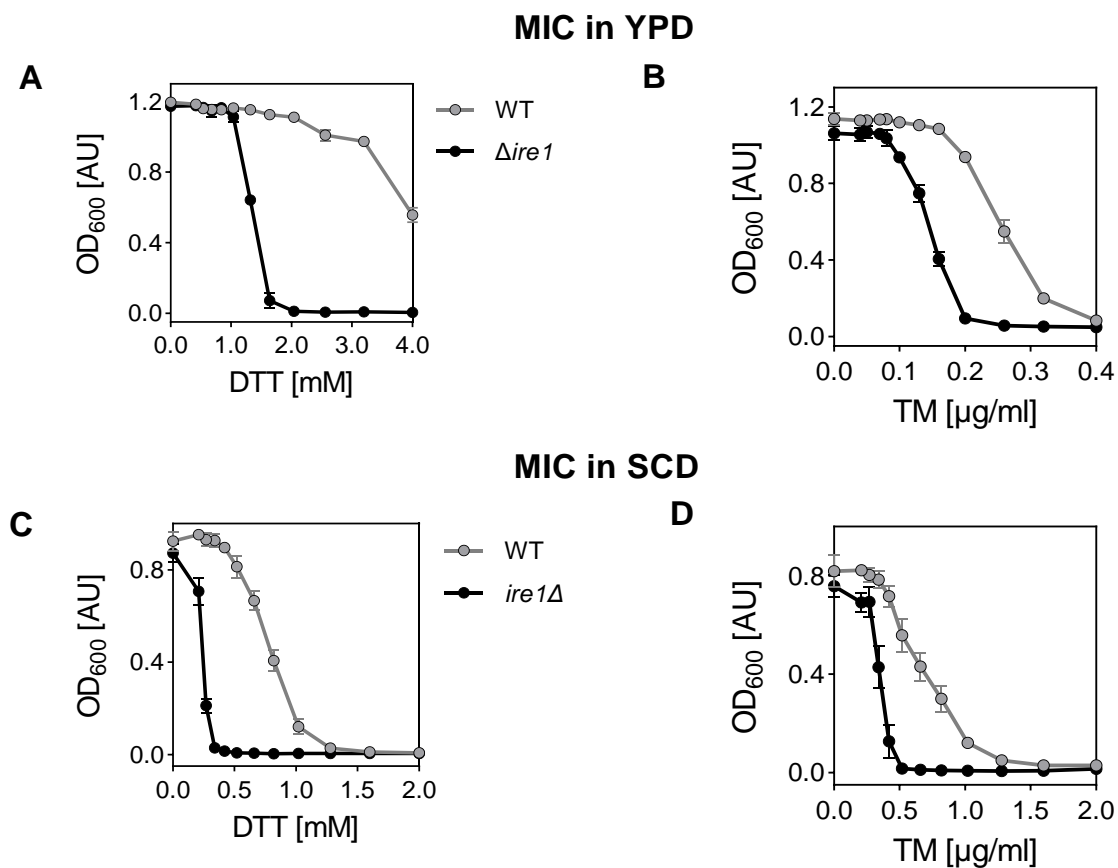 MIC in YPD
A
B
1.2
0.8
0.4
0.0
OD600 [AU]
0.0 1.0 2.0 3.0 4.0
DTT [mM]
WT
Δire1
1.2
0.8
0.4
0.0
OD600 [AU]
0.0 0.1 0.2 0.3 0.4
TM [µg/ml]
MIC in SCD
C
D
0.8
0.4
0.0
OD600 [AU]
0.0 0.5 1.0 1.5 2.0
DTT [mM]
WT
ire1Δ
0.8
0.4
0.0
OD600 [AU]
0.0 0.5 1.0 1.5 2.0
TM [µg/ml]